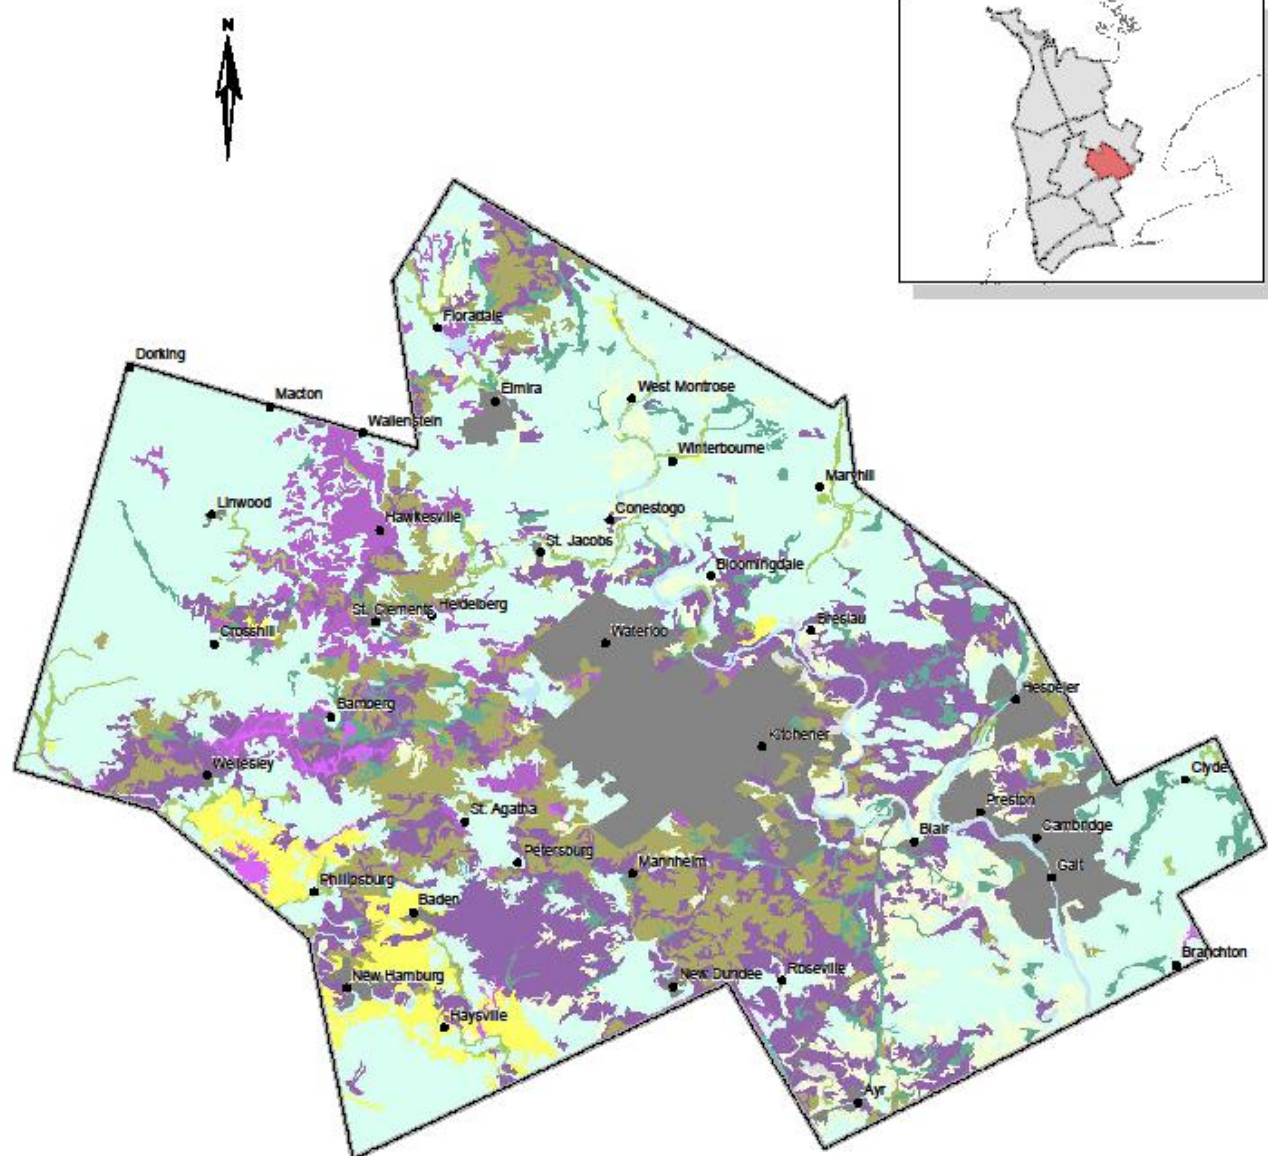 N
Floradale
Dorking
Elmira
West Montrose
Macton
Wallenstein
Winterbourne
Maryhill
Linwood
Hawkesville
Conestogo
St. Jacobs
Bloomingdale
St. Clements
Heidelberg
Waterloo
Breslau
Crosshill
Hespeler
Bamberg
Kitchener
Wellesley
Clyde
St. Agatha
Preston
Blair
Cambridge
Petersburg
Mannheim
Galt
Phillipsburg
Baden
Branchton
New Hamburg
New Dundee
Roseville
Haysville
Ayr